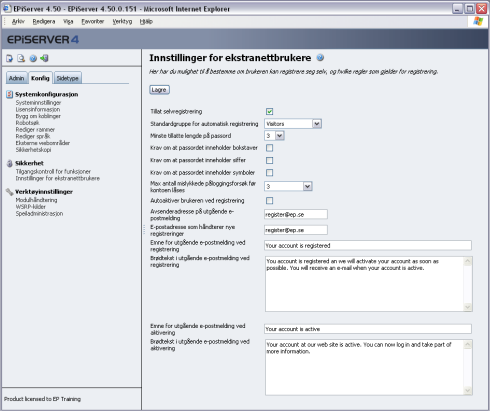 EPiServer 4.50 - EPiServer 4.50.0.151 - Microsoft Internet Explorer
Arkiv Redigera Visa Favoriter Verktyg Hjälp
EPiSERVER 4
Admin Konfig Sidetype
Systemkonfigurasjon
Systeminnstillinger
Lisensinformasjon
Bygg om koblinger
Robotsøk
Rediger rammer
Rediger språk
Eksterne webområder
Sikkerhetskopi
Sikkerhet
Tilgangskontroll for funksjoner
Innstillinger for ekstranettbrukere
Verktøyinnstillinger
Modulhåndtering
WSRP-kilder
Speiladministrasjon
Product licensed to EP Training
Innstillinger for ekstranettbrukere
Her har du mulighet til å bestemme om brukeren kan registrere seg selv, og hvilke regler som gjelder for registrering.
Lagre
Tillat selvregistrering
Standardgruppe for automatisk registrering Visitors
Minste tillatte lengde på passord 3
Krav om at passordet inneholder bokstaver
Krav om at passordet inneholder siffer
Krav om at passordet inneholder symboler
Max antall mislykkede påloggingsforsøk før
kontoen låses 3
Autoaktiver brukeren ved registrering
Avsenderadresse på utgående e-
postmelding register@ep.se
E-postadresse som håndterer nye
registreringer register@ep.se
Emne for utgående e-postmelding ved
registrering Your account is registered
Brødtekst i utgående e-postmelding ved
registrering
You account is registered an we will activate your account as soon as
possible. You will receive an e-mail when your account is active.
Emne for utgående e-postmelding ved
aktivering Your account is active
Brødtekst i utgående e-postmelding ved
aktivering
Your account at our web site is active. You can now log in and take part of
more information.